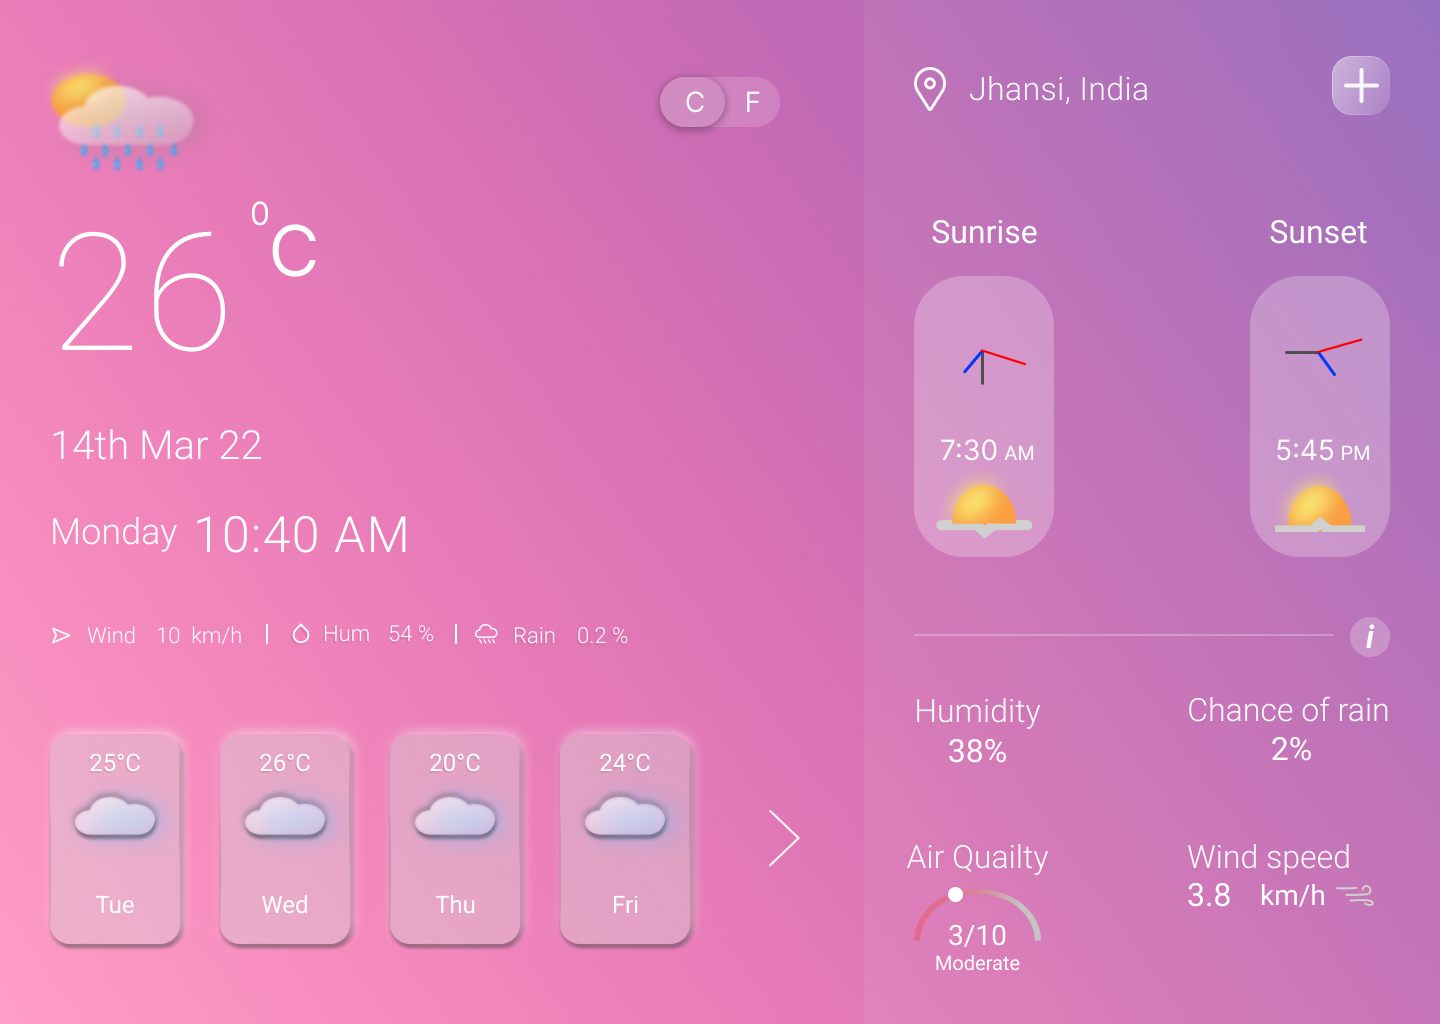 C F
26 ⁰C
14th Mar 22
Monday 10:40 AM
Wind 10 km/h | Hum 54 % | Rain 0.2 %
25°C 26°C 20°C 24°C
Tue Wed Thu Fri
Jhansi, India
Sunrise Sunset
7:30 AM 5:45 PM
i
Humidity Chance of rain
38% 2%
Air Quailty Wind speed
3.8 km/h
3/10
Moderate